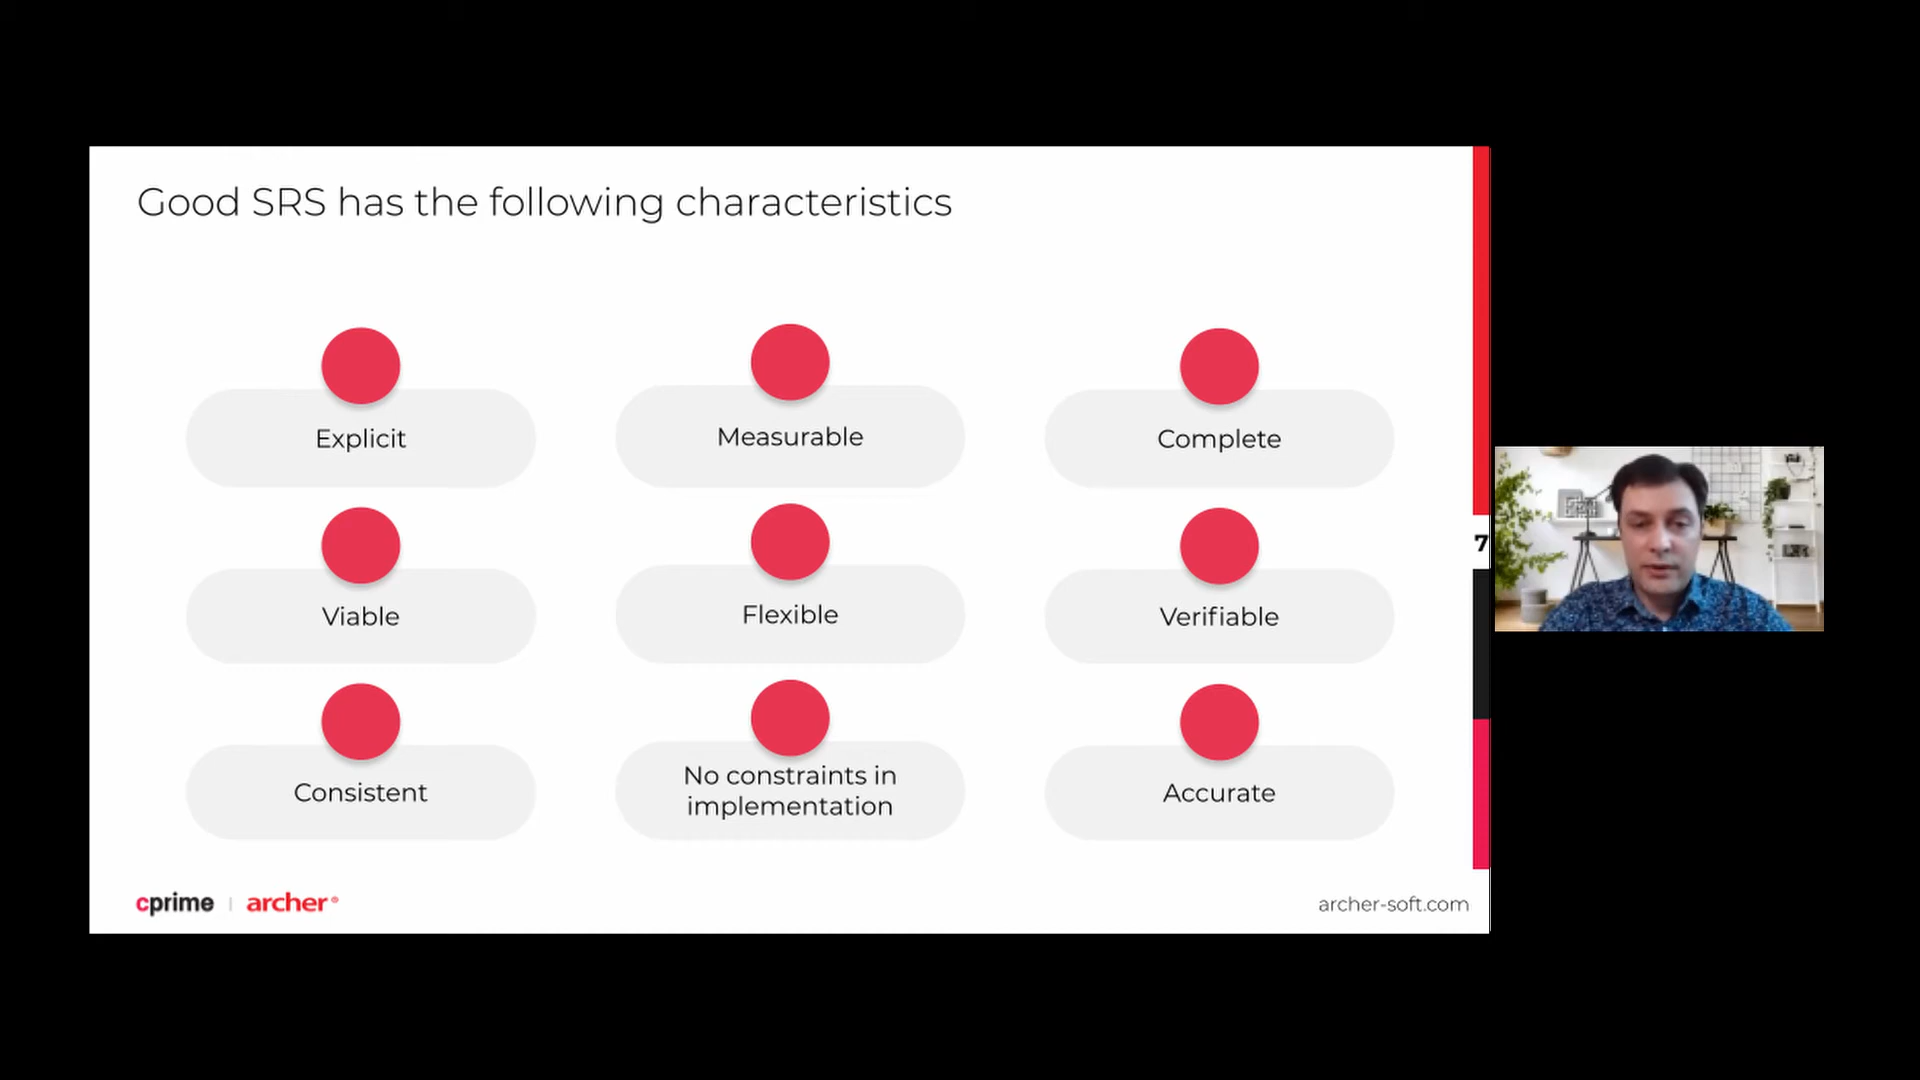 Good SRS has the following characteristics
Explicit
Measurable
Complete
Viable
Flexible
Verifiable
7
Consistent
No constraints in
implementation
Accurate
cprime | archer®
archer-soft.com